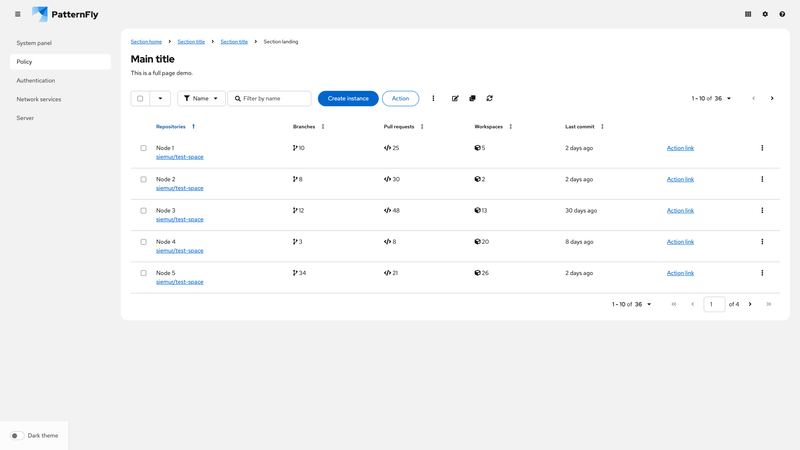 PatternFly
System panel
Policy
Authentication
Network services
Server
Section home Section title Section title Section landing
Main title
This is a full page demo.
Name Filter by name Create instance Action 1 - 10 of 36
Repositories Branches Pull requests Workspaces Last commit
Node 1 10 25 5 2 days ago Action link
siemur/test-space
Node 2 8 30 2 2 days ago Action link
siemur/test-space
Node 3 12 48 13 30 days ago Action link
siemur/test-space
Node 4 3 8 20 8 days ago Action link
siemur/test-space
Node 5 34 21 26 2 days ago Action link
siemur/test-space
1 - 10 of 36 1 of 4
Dark theme